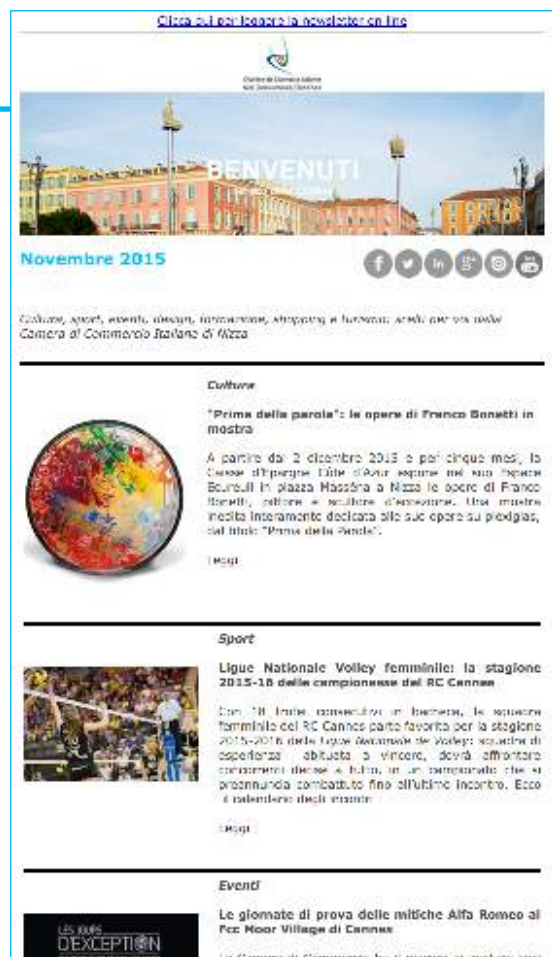 Clicca qui per leggere la newsletter on line
BENVENUTI
Novembre 2015
f
in
Cultura, sport, eventi, design, formazione, shopping e turismo: scelti per voi dalla
Camera di Commercio Italiana di Nizza
Cultura
"Prima della parola": le opere di Franco Bonetti in
mostra
A partire dal 2 dicembre 2015 e per cinque mesi, la
Caisse d'Epargne Côte d'Azur espone nel suo Espace
Ecureuil in piazza Masséna a Nizza le opere di Franco
Bonetti, pittore e scultore d'eccezione. Una mostra
inedita interamente dedicata alle sue opere su plexiglas,
dal titolo "Prima della Parola".
Leggi
Sport
Ligue Nationale Volley femminile: la stagione
2015-16 delle campionesse del RC Cannes
Con 18 trofei consecutivi in bacheca, la squadra
femminile del RC Cannes parte favorita per la stagione
2015-2016 della Ligue Nationale de Volley: squadra di
esperienza abituata a vincere, dovrà affrontare
concorrenti decise a tutto, in un campionato che si
preannuncia combattuto fino all'ultimo incontro. Ecco
il calendario degli incontri
Leggi
Eventi
LES JOURS
D'EXCEPTION
Le giornate di prova delle mitiche Alfa Romeo al
Fcc Moor Village di Cannes